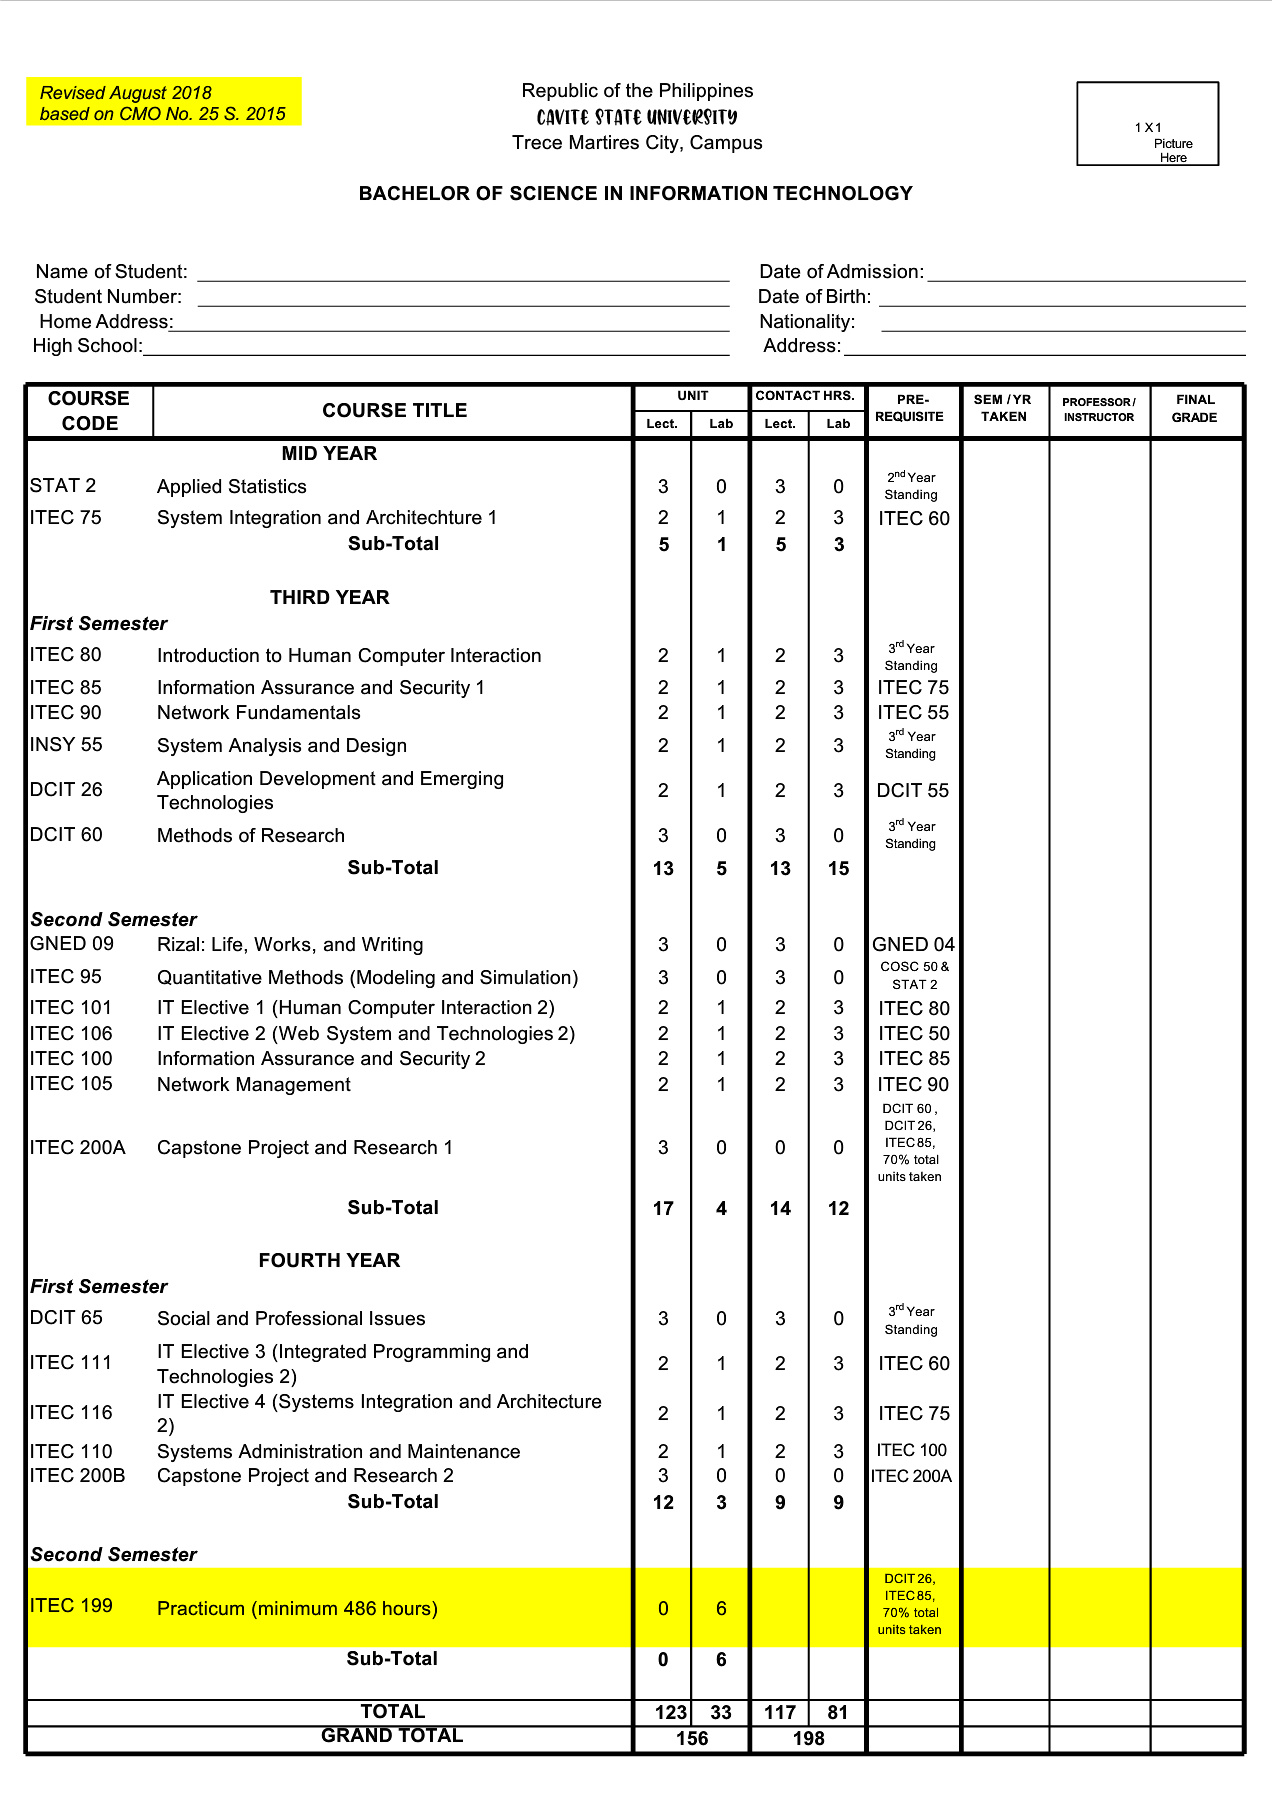 Revised August 2018
based on CMO No. 25 S. 2015
Republic of the Philippines
CAVITE STATE UNIVERSITY
Trece Martires City, Campus
1 X 1
Picture
Here
BACHELOR OF SCIENCE IN INFORMATION TECHNOLOGY
Name of Student: Date of Admission:
Student Number: Date of Birth:
Home Address: Nationality:
High School: Address:
COURSE CODE COURSE TITLE UNIT CONTACT HRS. PRE-REQUISITE SEM / YR TAKEN PROFESSOR / INSTRUCTOR FINAL GRADE
Lect. Lab Lect. Lab
MID YEAR
STAT 2 Applied Statistics 3 0 3 0 2nd Year Standing
ITEC 75 System Integration and Architechture 1 2 1 2 3 ITEC 60
Sub-Total 5 1 5 3
THIRD YEAR
First Semester
ITEC 80 Introduction to Human Computer Interaction 2 1 2 3 3rd Year Standing
ITEC 85 Information Assurance and Security 1 2 1 2 3 ITEC 75
ITEC 90 Network Fundamentals 2 1 2 3 ITEC 55
INSY 55 System Analysis and Design 2 1 2 3 3rd Year Standing
DCIT 26 Application Development and Emerging Technologies 2 1 2 3 DCIT 55
DCIT 60 Methods of Research 3 0 3 0 3rd Year Standing
Sub-Total 13 5 13 15
Second Semester
GNED 09 Rizal: Life, Works, and Writing 3 0 3 0 GNED 04
ITEC 95 Quantitative Methods (Modeling and Simulation) 3 0 3 0 COSC 50 & STAT 2
ITEC 101 IT Elective 1 (Human Computer Interaction 2) 2 1 2 3 ITEC 80
ITEC 106 IT Elective 2 (Web System and Technologies 2) 2 1 2 3 ITEC 50
ITEC 100 Information Assurance and Security 2 2 1 2 3 ITEC 85
ITEC 105 Network Management 2 1 2 3 ITEC 90
ITEC 200A Capstone Project and Research 1 3 0 0 0 DCIT 60 , DCIT 26, ITEC 85, 70% total units taken
Sub-Total 17 4 14 12
FOURTH YEAR
First Semester
DCIT 65 Social and Professional Issues 3 0 3 0 3rd Year Standing
ITEC 111 IT Elective 3 (Integrated Programming and Technologies 2) 2 1 2 3 ITEC 60
ITEC 116 IT Elective 4 (Systems Integration and Architecture 2) 2 1 2 3 ITEC 75
ITEC 110 Systems Administration and Maintenance 2 1 2 3 ITEC 100
ITEC 200B Capstone Project and Research 2 3 0 0 0 ITEC 200A
Sub-Total 12 3 9 9
Second Semester
ITEC 199 Practicum (minimum 486 hours) 0 6 DCIT 26, ITEC 85, 70% total units taken
Sub-Total 0 6
TOTAL 123 33 117 81
GRAND TOTAL 156 198